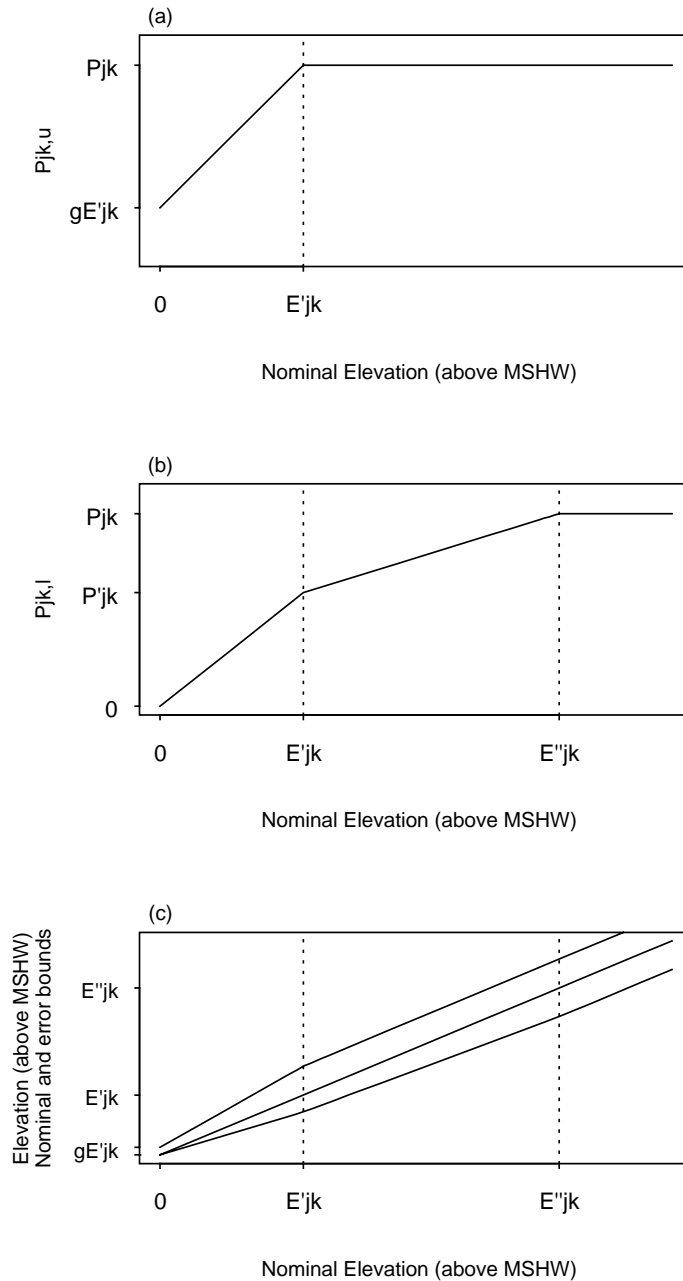 (a)
Pjk
Pjk,u
gE'jk
0
E'jk
Nominal Elevation (above MSHW)
(b)
Pjk
P'jk
Pjk,l
0
0
E'jk
E"jk
Nominal Elevation (above MSHW)
(c)
Elevation (above MSHW)
Nominal and error bounds
E"jk
E'jk
gE'jk
0
E'jk
E"jk
Nominal Elevation (above MSHW)